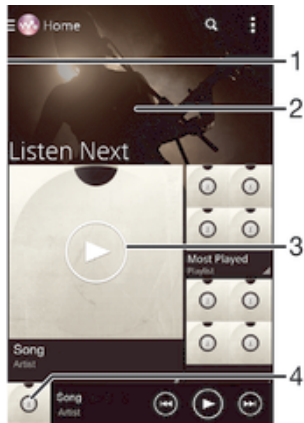 Home
1
2
Listen Next
3
Most Played
Playlist
Song
Artist
4
Song
Artist